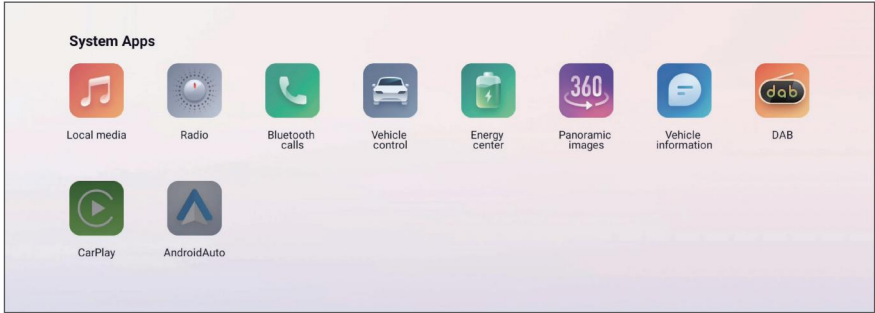 System Apps
360
dab
Local media
Radio
Bluetooth
calls
Vehicle
control
Energy
center
Panoramic
images
Vehicle
information
DAB
CarPlay
AndroidAuto